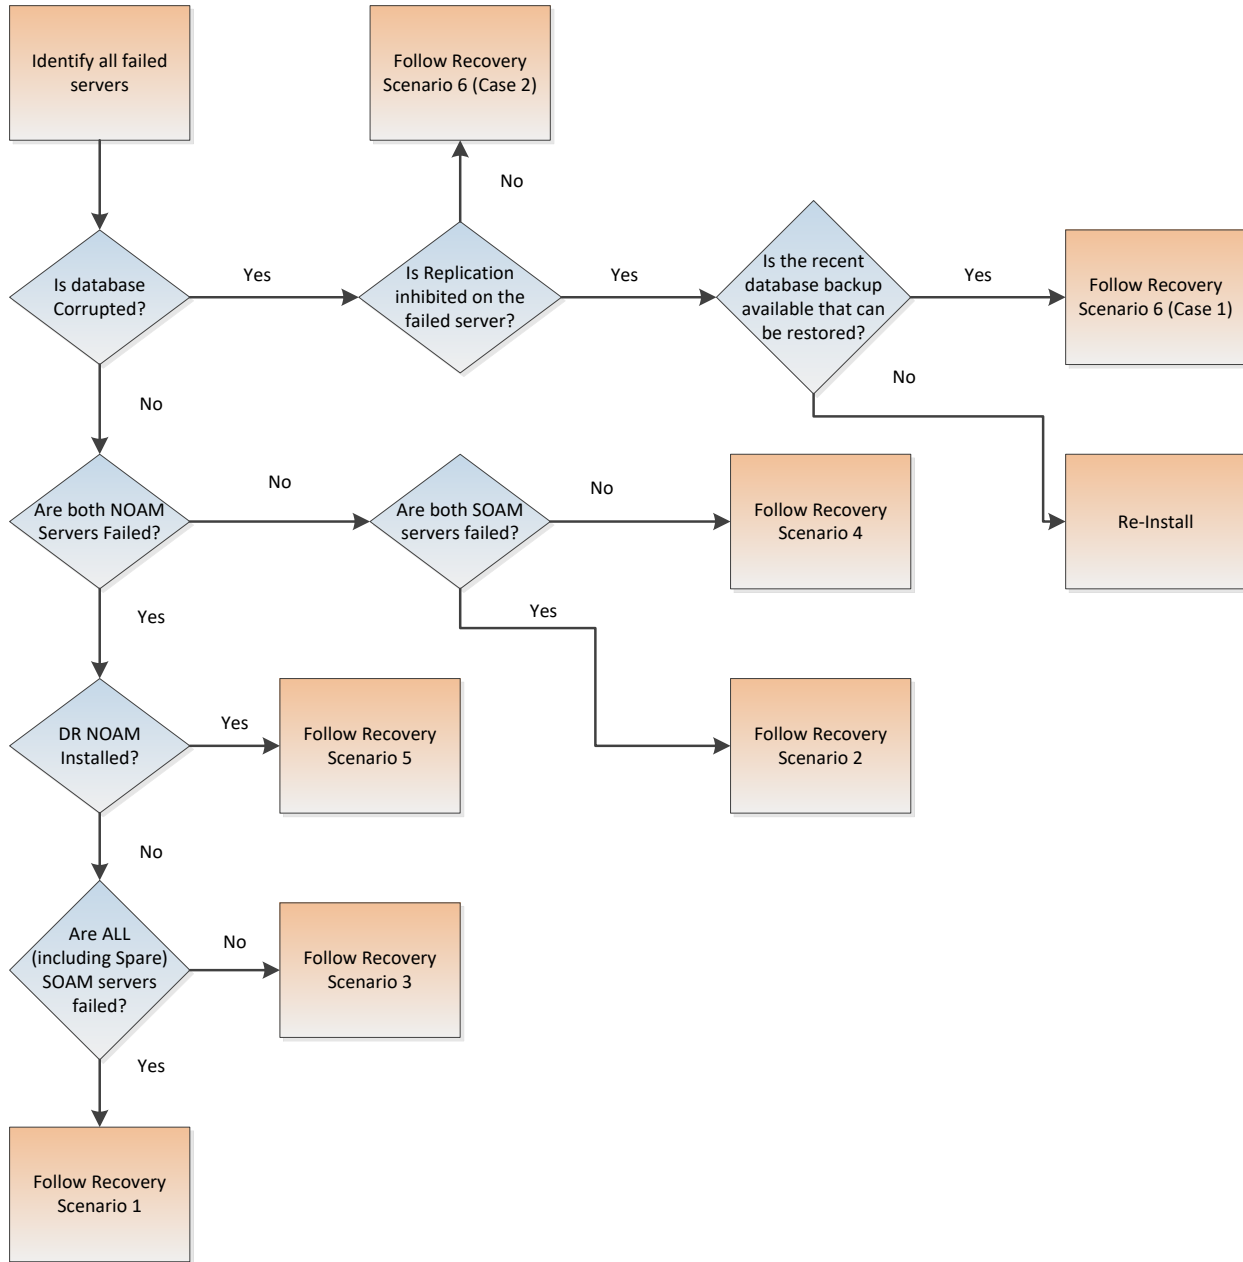 Identify all failed
servers
Follow Recovery
Scenario 6 (Case 2)
No
Is database
Corrupted?
Yes
Is Replication
inhibited on the
failed server?
Yes
Is the recent
database backup
available that can
be restored?
Yes
Follow Recovery
Scenario 6 (Case 1)
No
No
Are both NOAM
Servers Failed?
No
Are both SOAM
servers failed?
No
Follow Recovery
Scenario 4
Re-Install
Yes
Yes
DR NOAM
Installed?
Yes
Follow Recovery
Scenario 5
Follow Recovery
Scenario 2
No
Are ALL
(including Spare)
SOAM servers
failed?
No
Follow Recovery
Scenario 3
Yes
Follow Recovery
Scenario 1